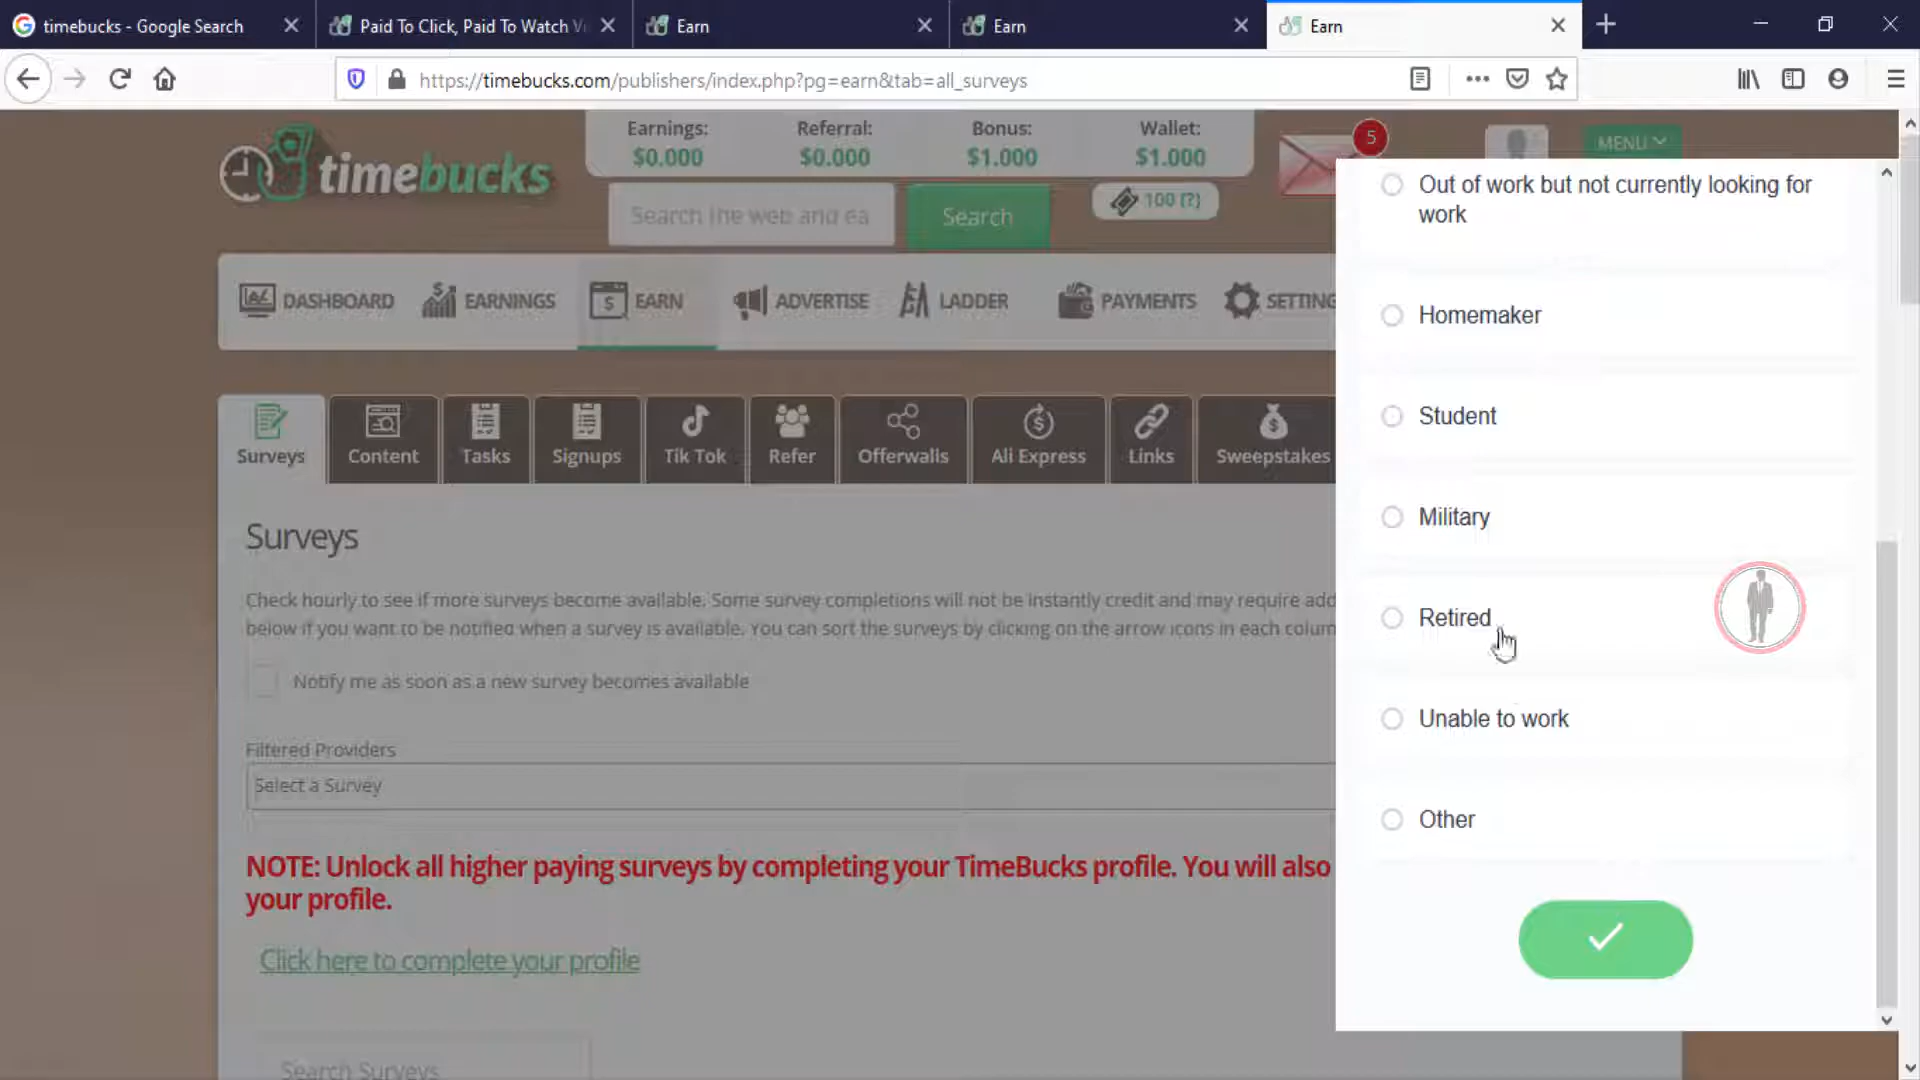 timebucks - Google Search
Paid To Click, Paid To Watch Vi
Earn
Earn
Earn
https://timebucks.com/publishers/index.php?pg=earn&tab=all_surveys
timebucks
Earnings:
$0.000
Referral:
$0.000
Bonus:
$1.000
Wallet:
$1.000
5
MENU
Search the web and ea
Search
100 (?)
DASHBOARD
EARNINGS
$
EARN
ADVERTISE
LADDER
PAYMENTS
SETTING
Surveys
Content
Tasks
Signups
Tik Tok
Refer
Offerwalls
Ali Express
Links
Sweepstakes
Surveys
Check hourly to see if more surveys become available. Some survey completions will not be instantly credit and may require add
below if you want to be notified when a survey is available. You can sort the surveys by clicking on the arrow icons in each colum
Notify me as soon as a new survey becomes available
Filtered Providers
Select a Survey
NOTE: Unlock all higher paying surveys by completing your TimeBucks profile. You will also
your profile.
Click here to complete your profile
Search Surveys
Out of work but not currently looking for
work
Homemaker
Student
Military
Retired
Unable to work
Other